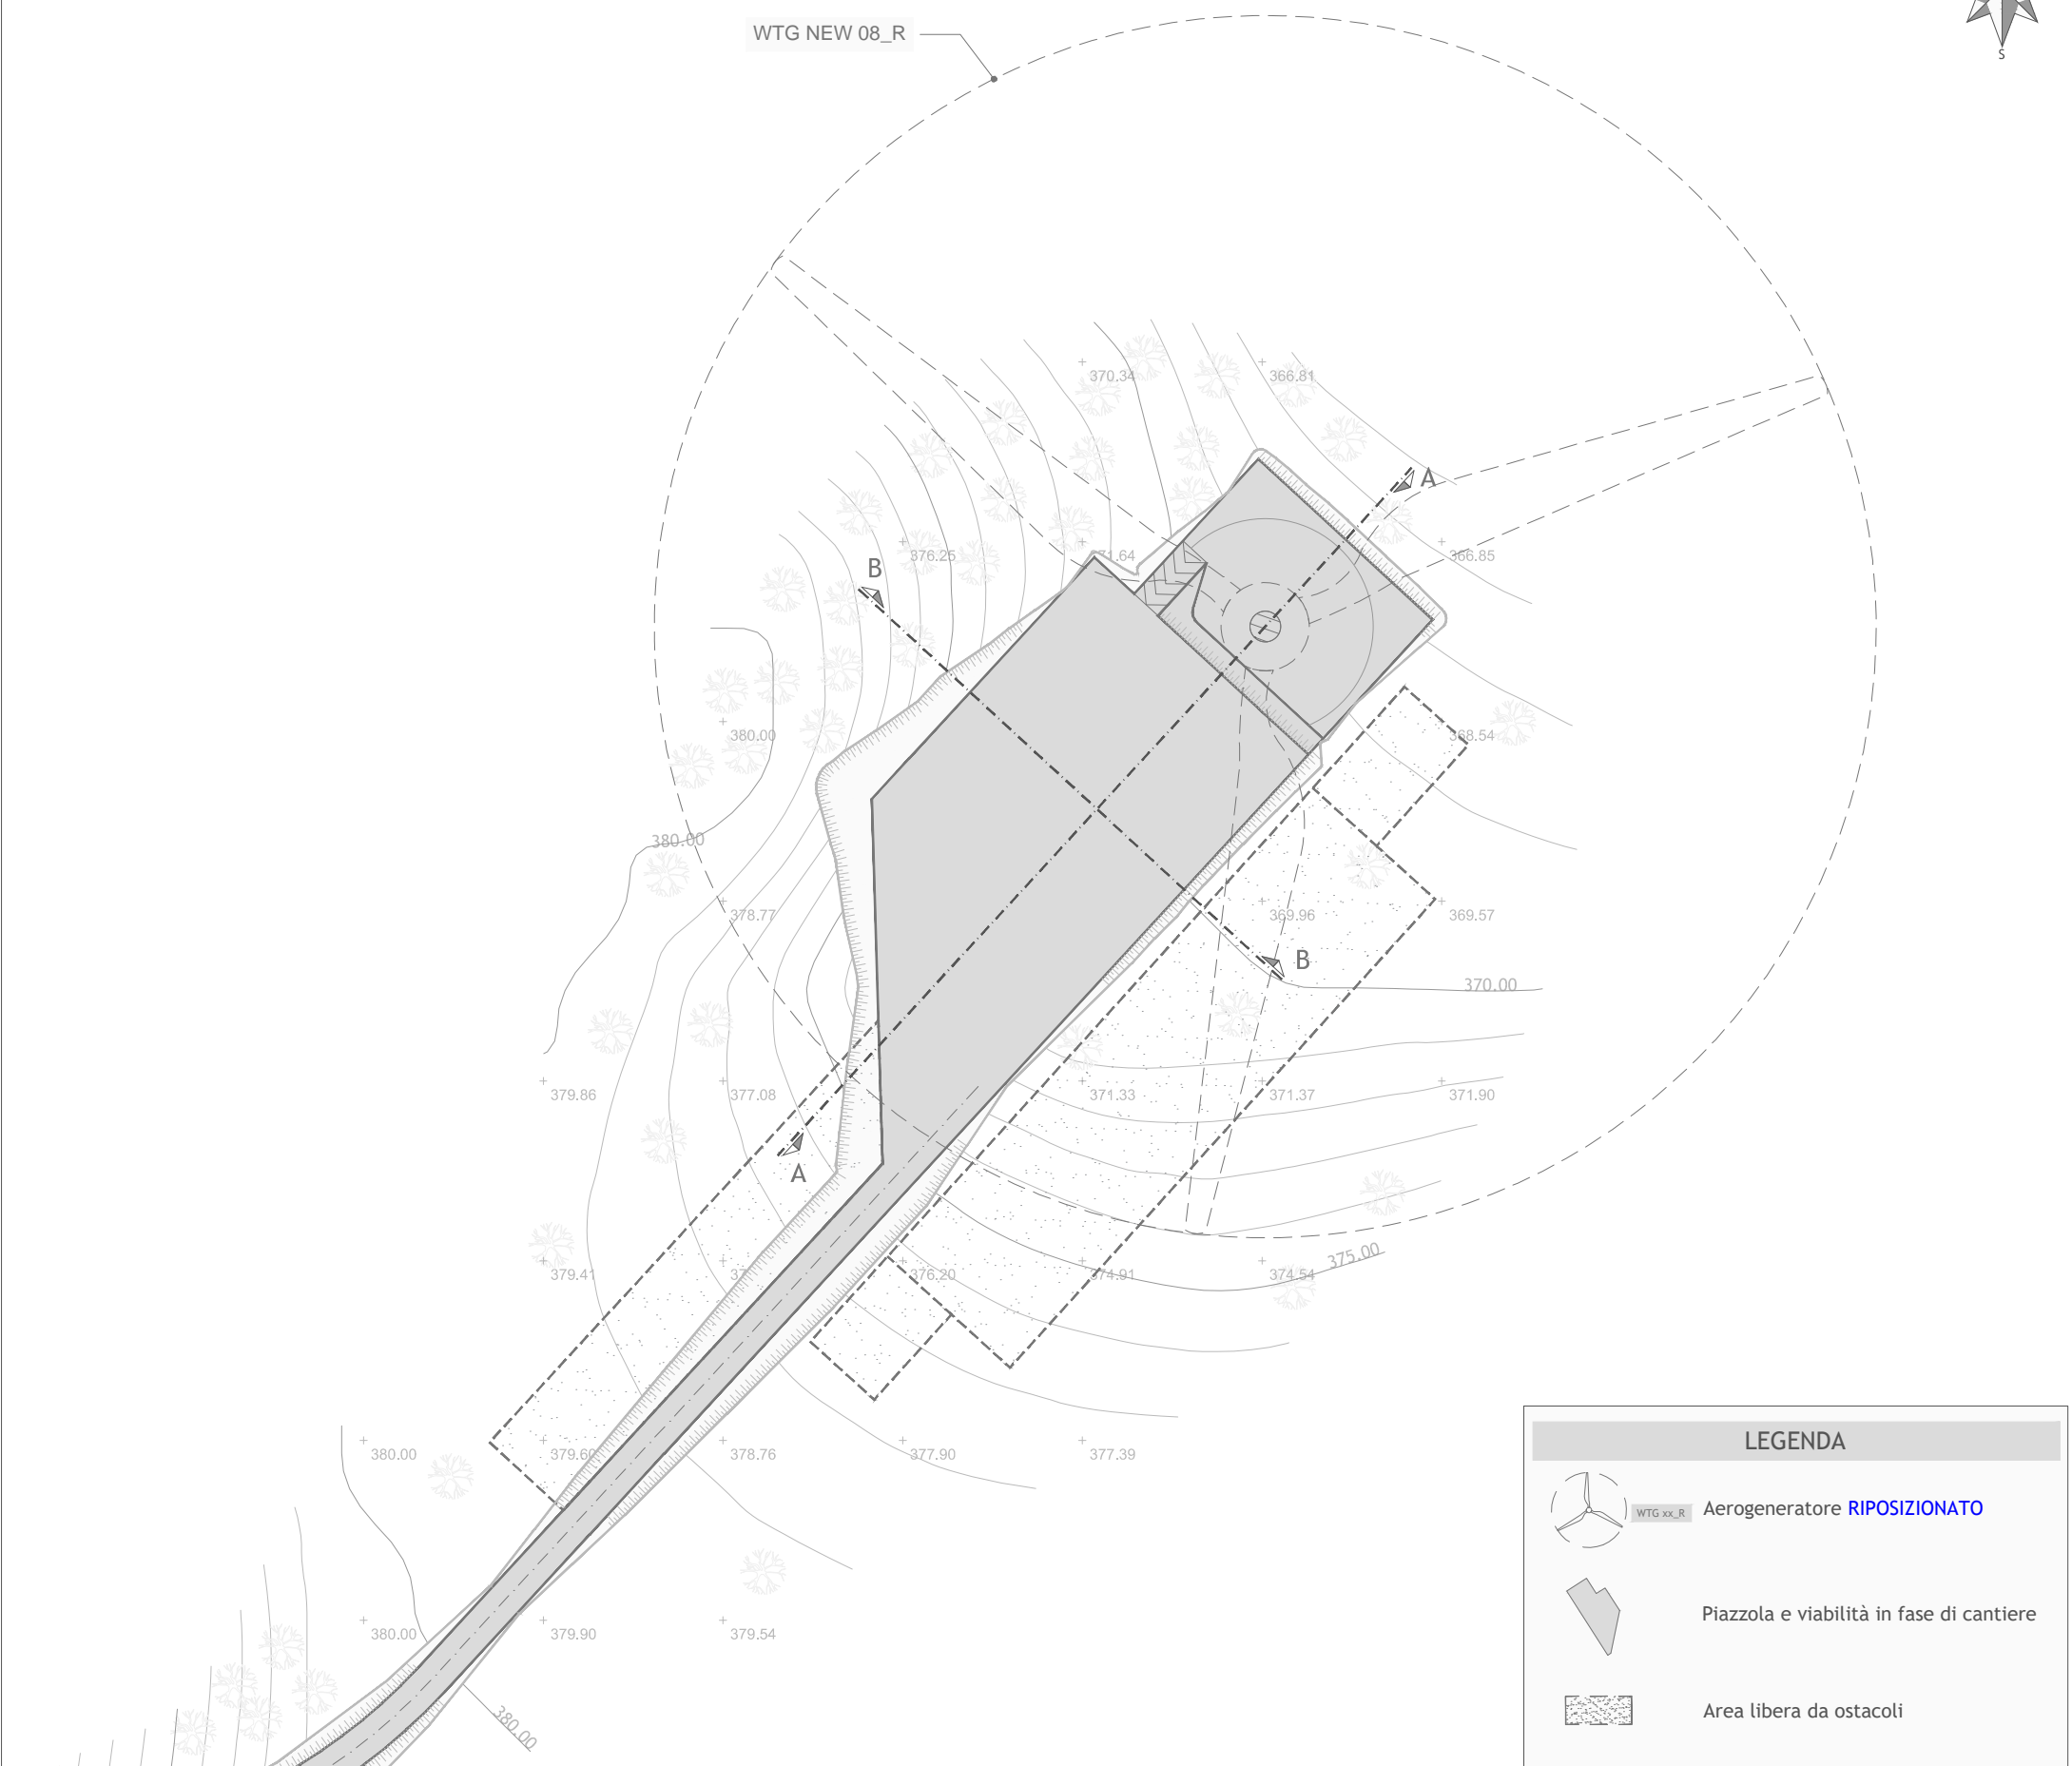 WTG NEW 08_R
S
370.34
366.81
A
376.25
371.64
366.85
B
380.00
368.54
380.00
378.77
369.96
369.57
B
370.00
379.86
377.08
371.33
371.37
371.90
A
379.41
376.20
374.91
374.54
375.00
380.00
378.76
377.90
377.39
380.00
379.90
379.54
380.00
LEGENDA
WTG xx_R
Aerogeneratore RIPOSIZIONATO
Piazzola e viabilità in fase di cantiere
Area libera da ostacoli